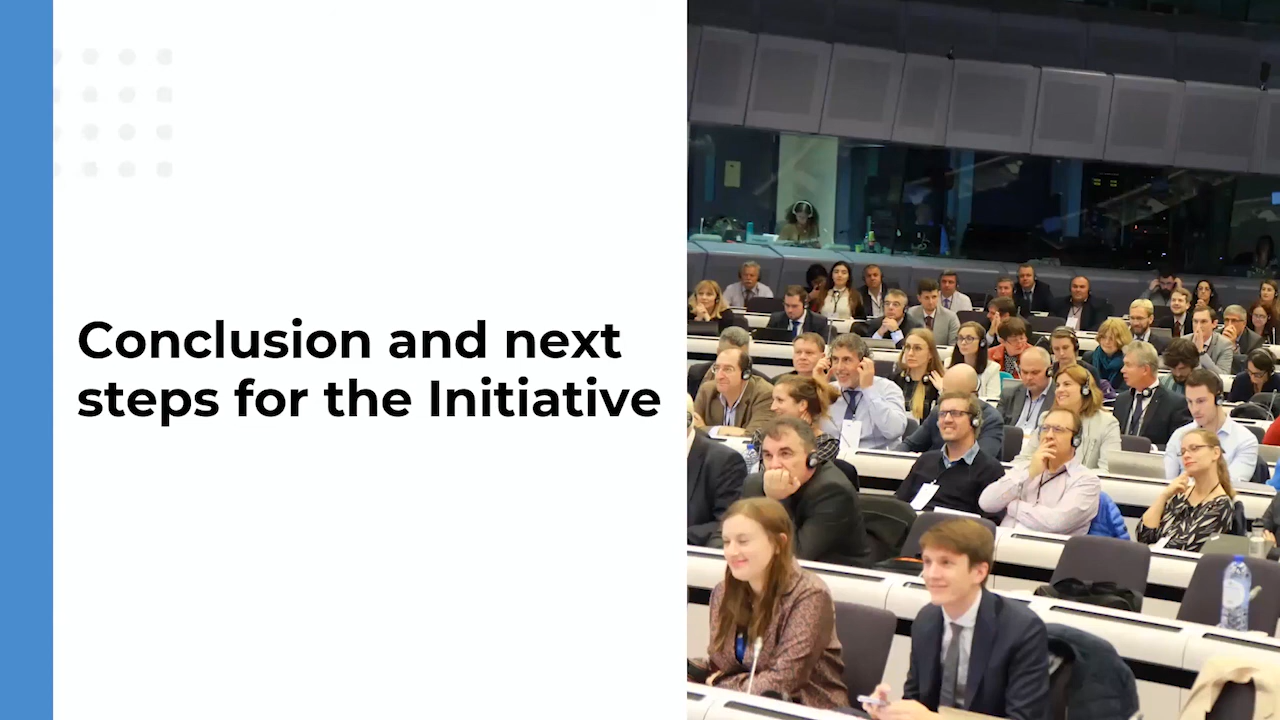 Conclusion and next
steps for the Initiative